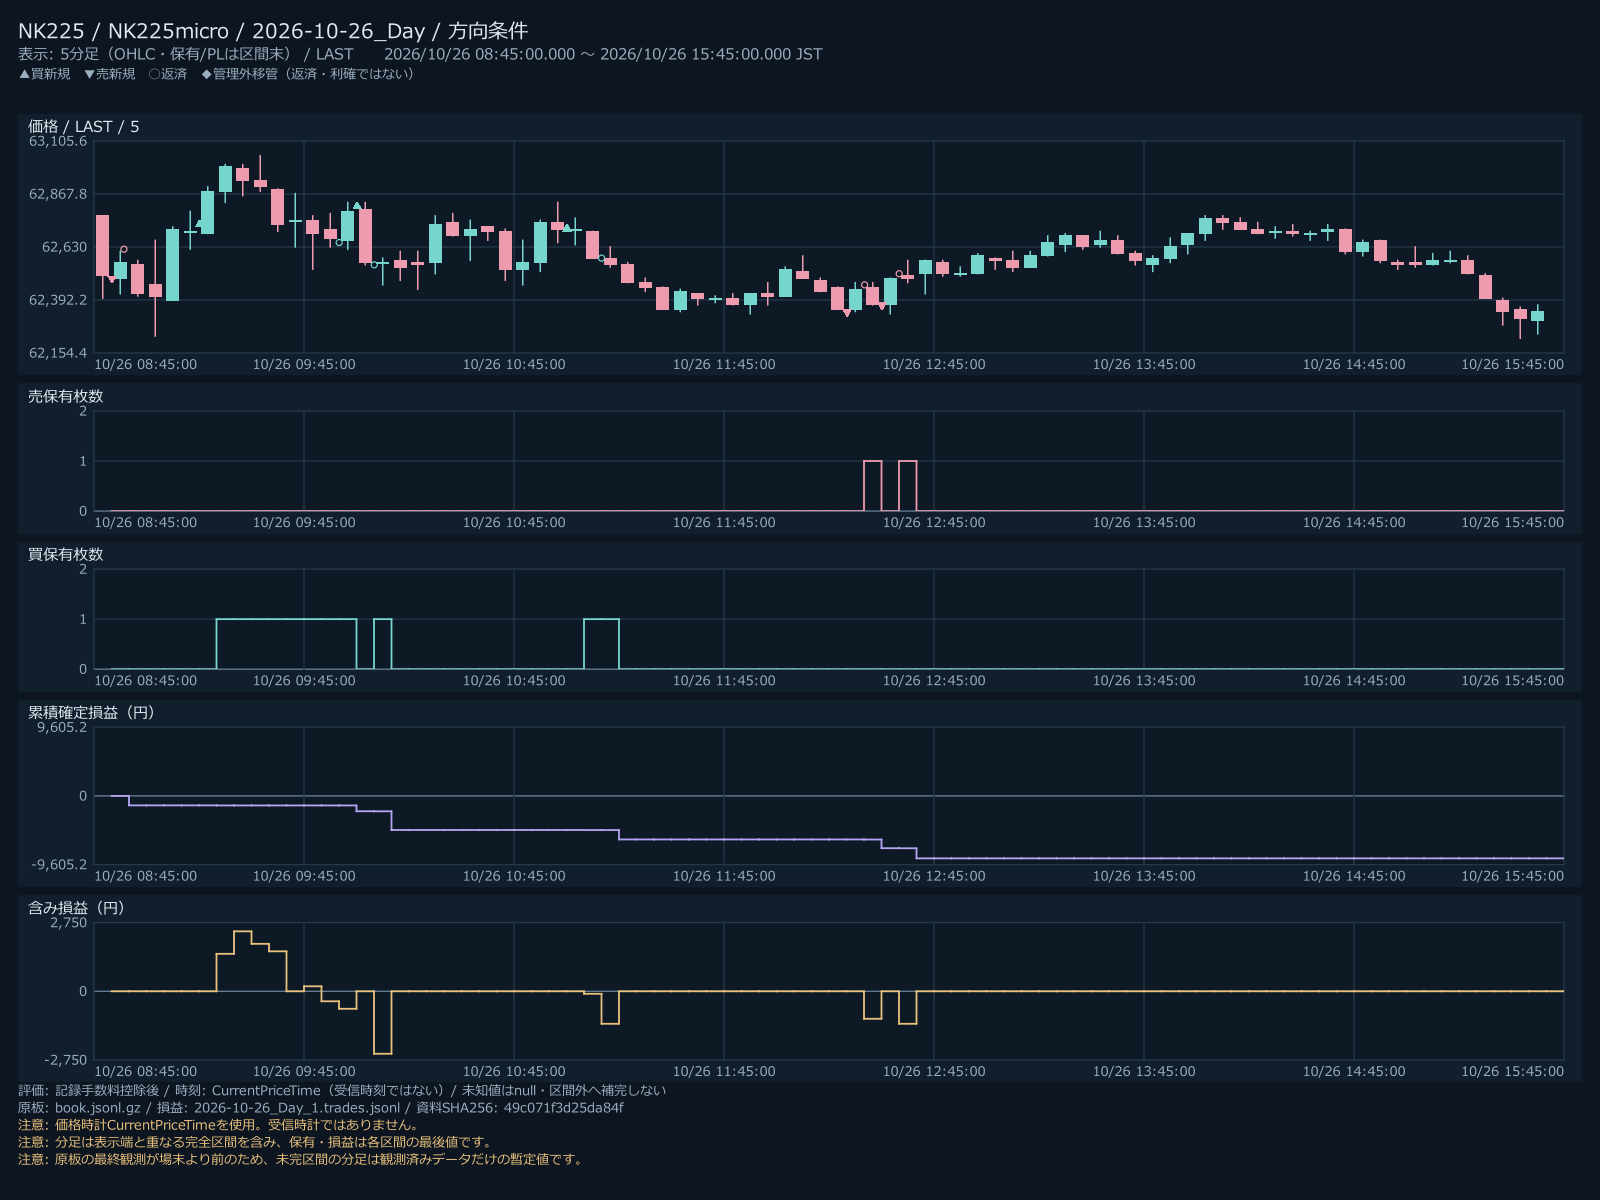 NK225 / NK225micro / 2026-10-26_Day / 方向条件
表示: 5分足（OHLC・保有/PLは区間末） / LAST　　2026/10/26 08:45:00.000 ～ 2026/10/26 15:45:00.000 JST
▲買新規　▼売新規　○返済　◆管理外移管（返済・利確ではない）
価格 / LAST / 5
63,105.6
62,867.8
62,630
62,392.2
62,154.4
10/26 08:45:00 10/26 09:45:00 10/26 10:45:00 10/26 11:45:00 10/26 12:45:00 10/26 13:45:00 10/26 14:45:00 10/26 15:45:00
売保有枚数
2
1
0
10/26 08:45:00 10/26 09:45:00 10/26 10:45:00 10/26 11:45:00 10/26 12:45:00 10/26 13:45:00 10/26 14:45:00 10/26 15:45:00
買保有枚数
2
1
0
10/26 08:45:00 10/26 09:45:00 10/26 10:45:00 10/26 11:45:00 10/26 12:45:00 10/26 13:45:00 10/26 14:45:00 10/26 15:45:00
累積確定損益（円）
9,605.2
0
-9,605.2
10/26 08:45:00 10/26 09:45:00 10/26 10:45:00 10/26 11:45:00 10/26 12:45:00 10/26 13:45:00 10/26 14:45:00 10/26 15:45:00
含み損益（円）
2,750
0
-2,750
10/26 08:45:00 10/26 09:45:00 10/26 10:45:00 10/26 11:45:00 10/26 12:45:00 10/26 13:45:00 10/26 14:45:00 10/26 15:45:00
評価: 記録手数料控除後 / 時刻: CurrentPriceTime（受信時刻ではない）/ 未知値はnull・区間外へ補完しない
原板: book.jsonl.gz / 損益: 2026-10-26_Day_1.trades.jsonl / 資料SHA256: 49c071f3d25da84f
注意: 価格時計CurrentPriceTimeを使用。受信時計ではありません。
注意: 分足は表示端と重なる完全区間を含み、保有・損益は各区間の最後値です。
注意: 原板の最終観測が場末より前のため、未完区間の分足は観測済みデータだけの暫定値です。